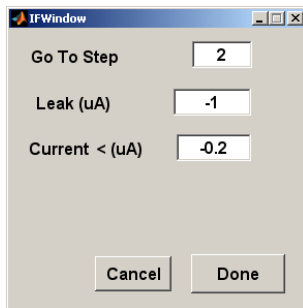 IFWindow
Go To Step 2
Leak (uA) -1
Current < (uA) -0.2
Cancel Done